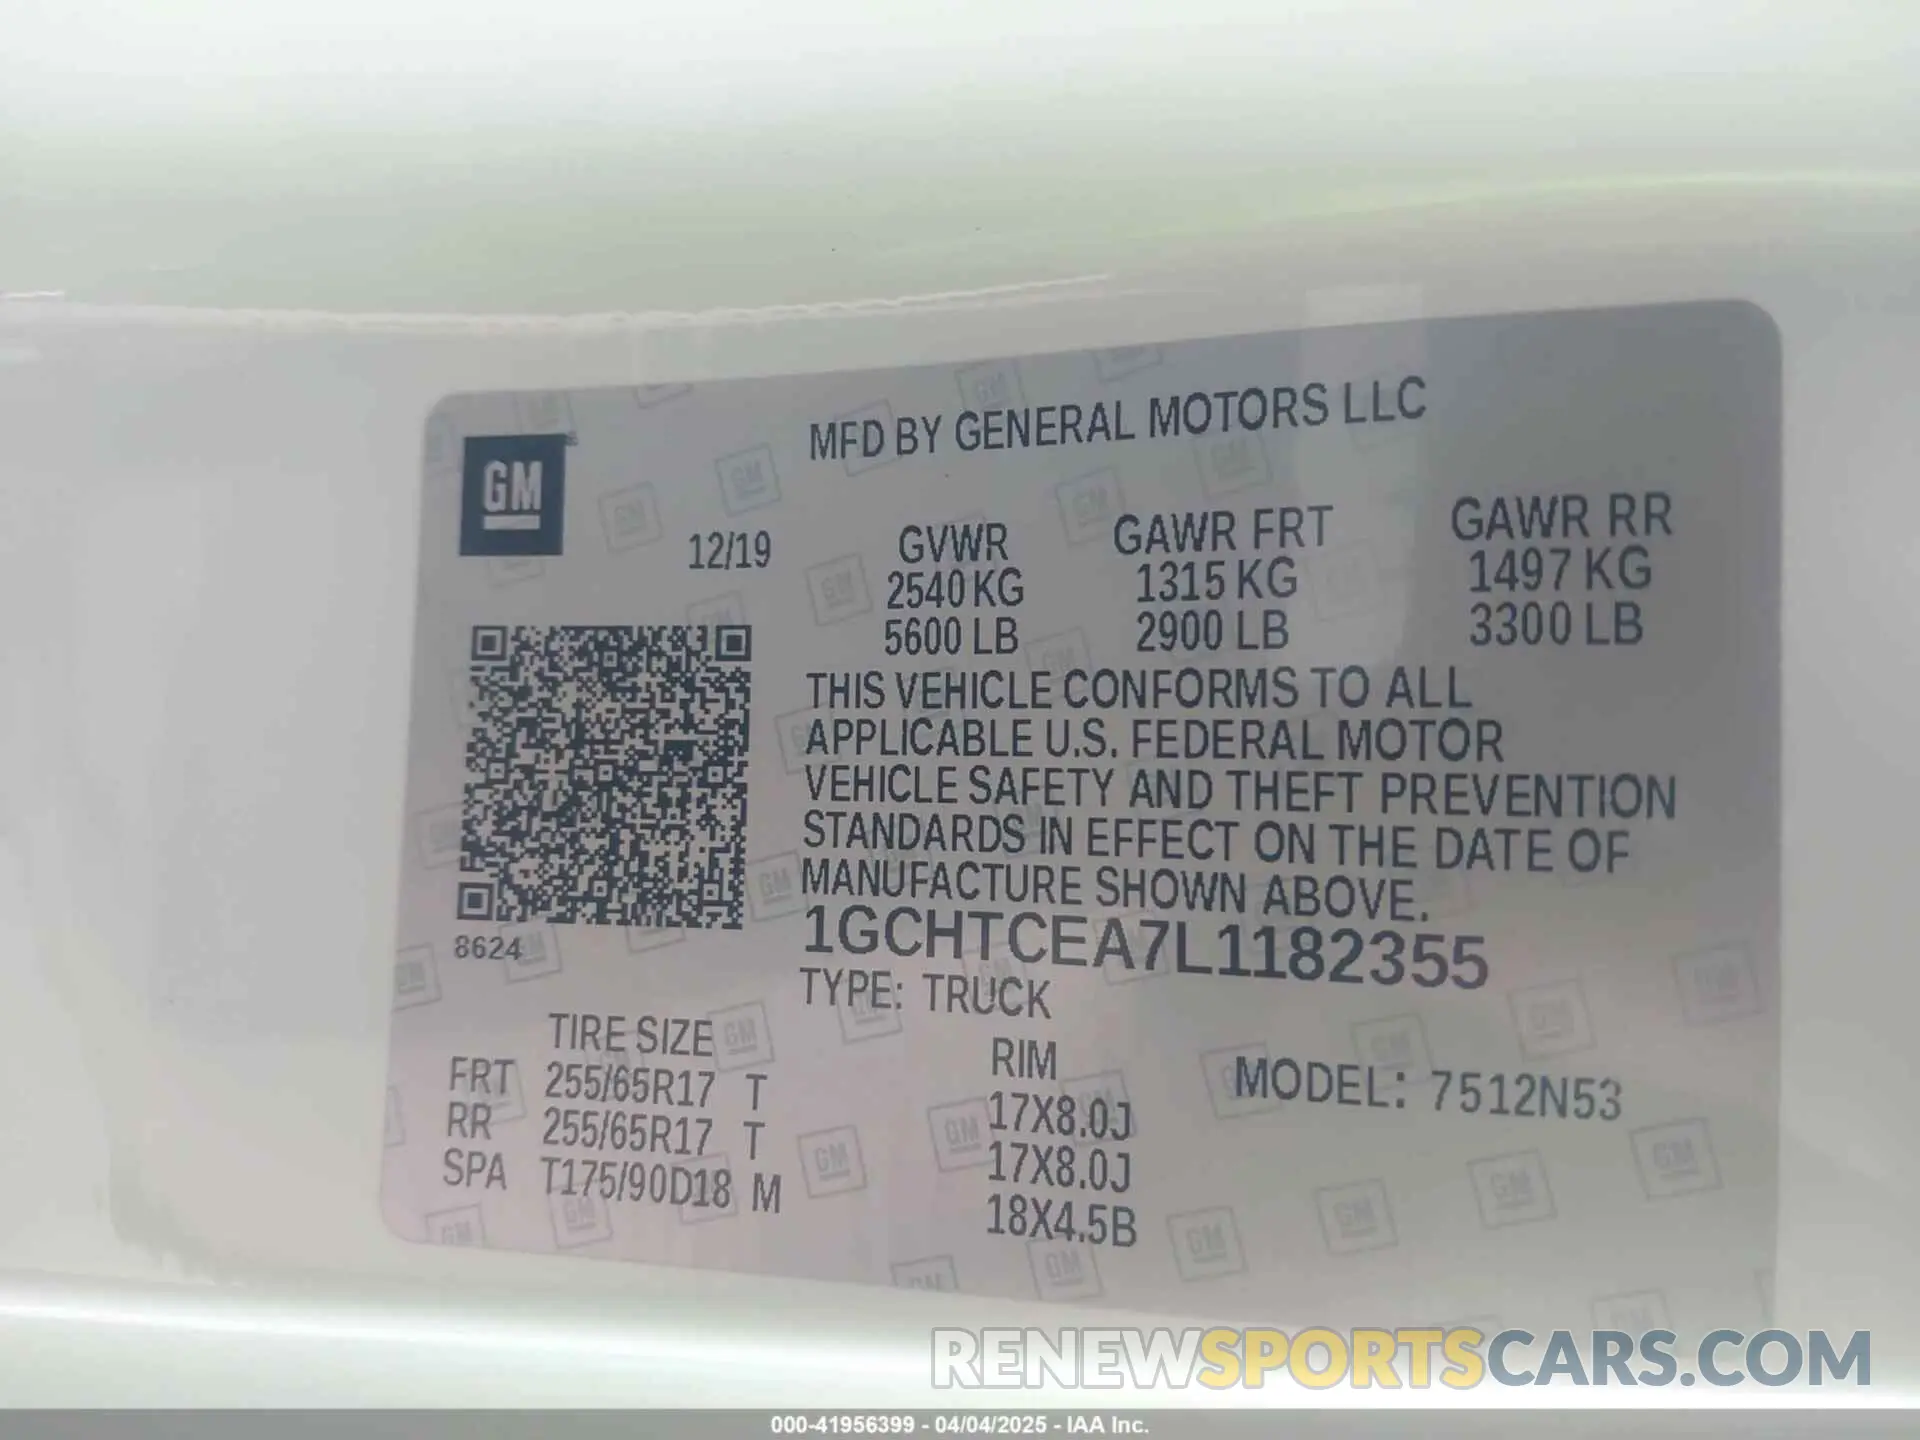 MFD BY GENERAL MOTORS LLC
GM
12/19
GVWR GAWR FRT GAWR RR
2540 KG 1315 KG 1497 KG
5600 LB 2900 LB 3300 LB
THIS VEHICLE CONFORMS TO ALL
APPLICABLE U.S. FEDERAL MOTOR
VEHICLE SAFETY AND THEFT PREVENTION
STANDARDS IN EFFECT ON THE DATE OF
MANUFACTURE SHOWN ABOVE.
8624
1GCHTCEA7L1182355
TYPE: TRUCK
TIRE SIZE RIM MODEL: 7512N53
FRT 255/65R17 T 17X8.0J
RR 255/65R17 T 17X8.0J
SPA T175/90D18 M 18X4.5B
RENEWSPORTSCARS.COM
000-41956399 - 04/04/2025 - IAA Inc.